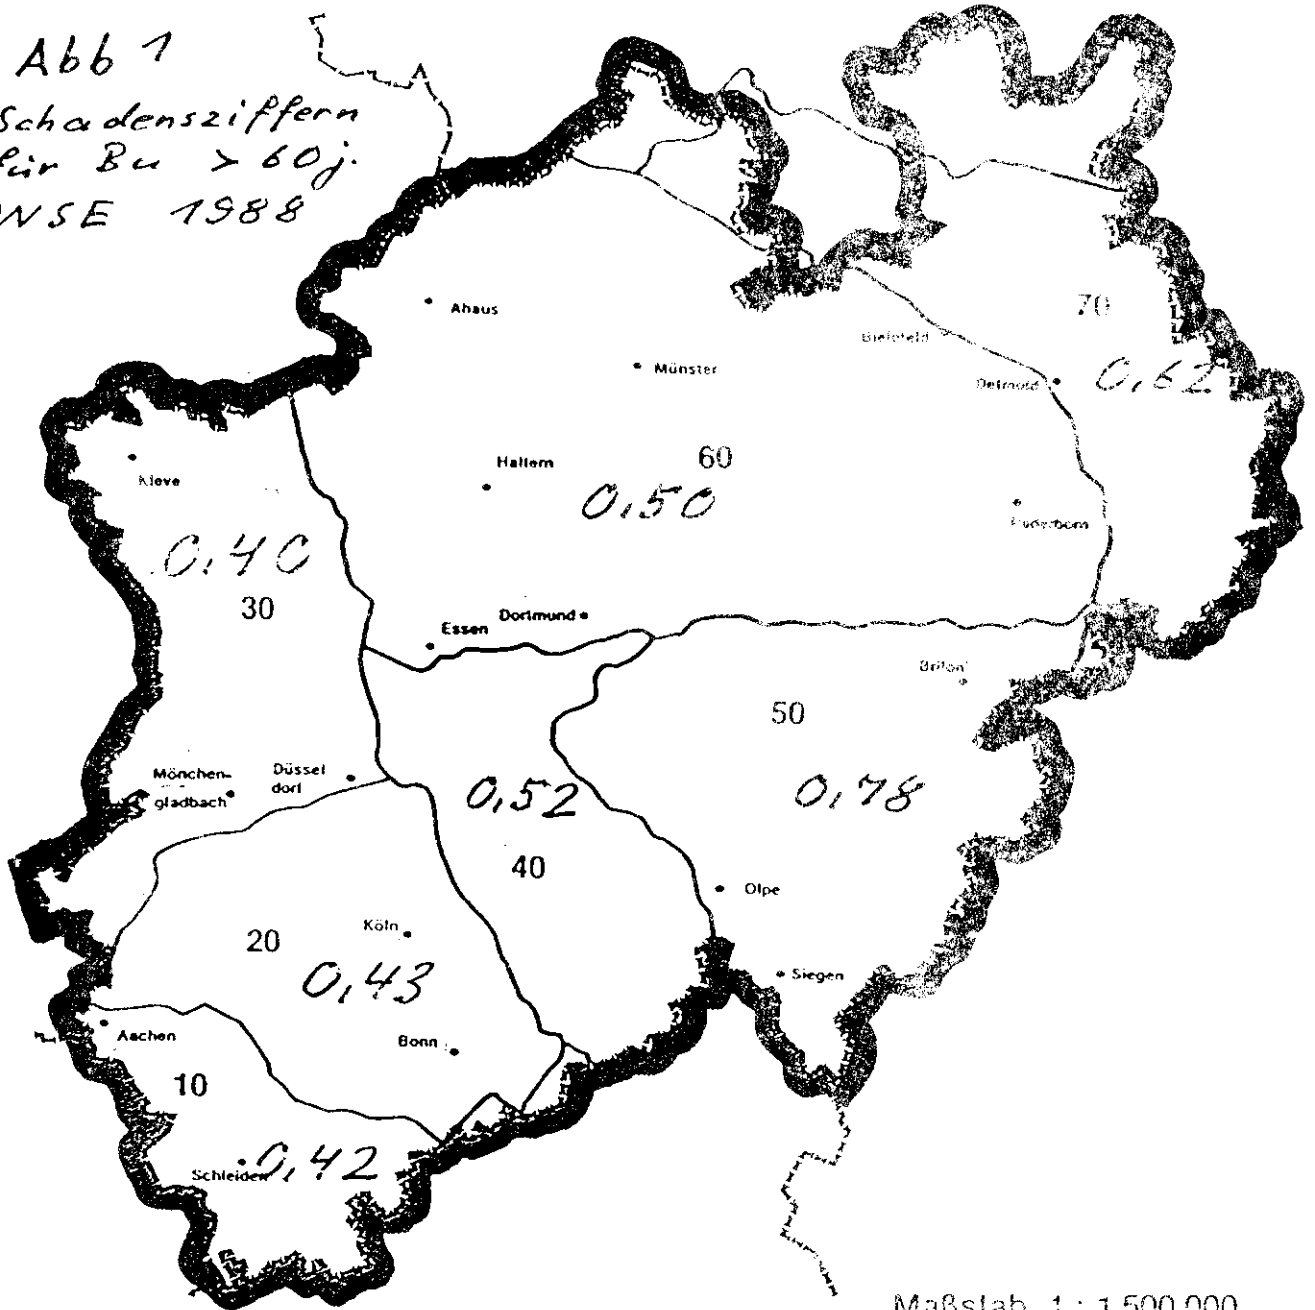 Abb 1
Schadensziffern
für Bu > 60j.
WSE 1988
Ahaus
Münster
Bielefeld
70
Detmold
0,62
Kleve
Haltern
60
0,50
Paderborn
0,40
30
Essen
Dortmund
Brilon
50
Mönchen-
gladbach
Düssel
dorf
0,52
0,78
40
Olpe
Köln
20
0,43
Siegen
Aachen
Bonn
10
Schleiden
0,42
Maßstab 1 : 1.500.000